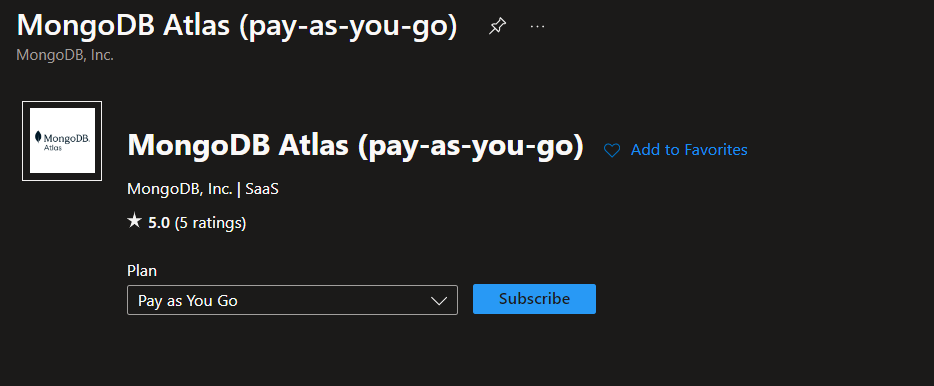 MongoDB Atlas (pay-as-you-go)
MongoDB, Inc.
MongoDB.
Atlas
MongoDB Atlas (pay-as-you-go)
Add to Favorites
MongoDB, Inc. | SaaS
★ 5.0 (5 ratings)
Plan
Pay as You Go
Subscribe